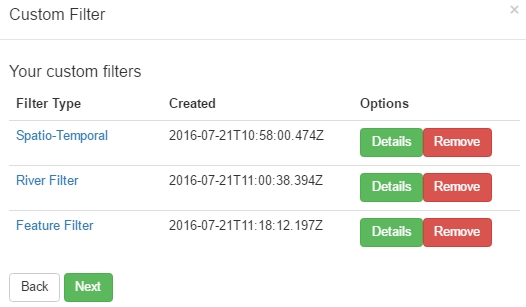 Custom Filter ×
Your custom filters
Filter Type Created Options
Spatio-Temporal 2016-07-21T10:58:00.474Z Details Remove
River Filter 2016-07-21T11:00:38.394Z Details Remove
Feature Filter 2016-07-21T11:18:12.197Z Details Remove
Back Next